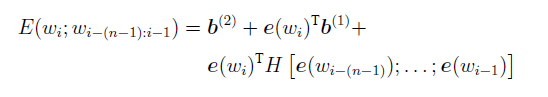 E(w_i; w_{i−(n−1):i−1}) = b^{(2)} + e(w_i)^T b^{(1)} +
e(w_i)^T H [e(w_{i−(n−1)}); . . . ; e(w_{i−1})]